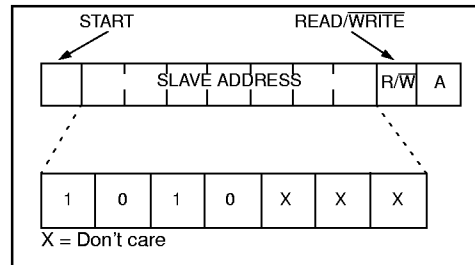 START READ/WRITE
SLAVE ADDRESS R/W A
1 0 1 0 X X X
X = Don't care